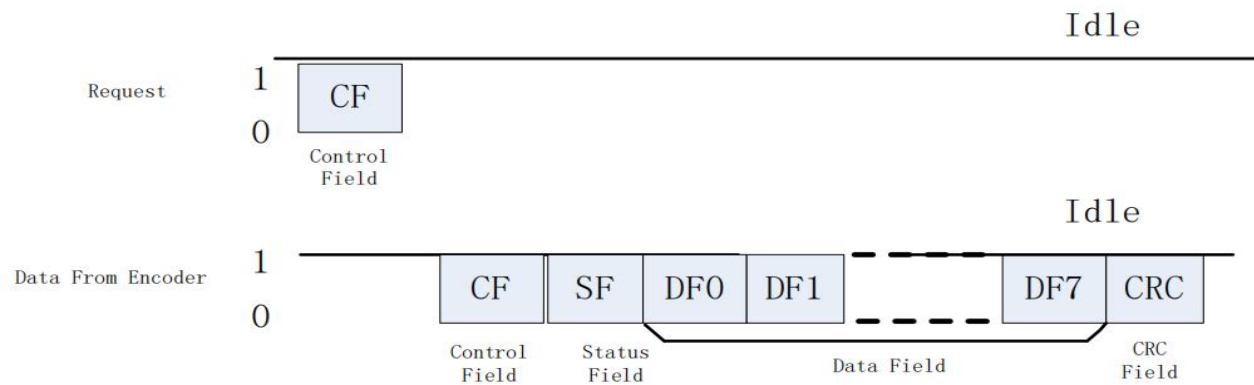 Idle
Request
1
0
CF
Control
Field
Idle
Data From Encoder
1
0
CF
SF
DF0
DF1
DF7
CRC
Control
Field
Status
Field
Data Field
CRC
Field